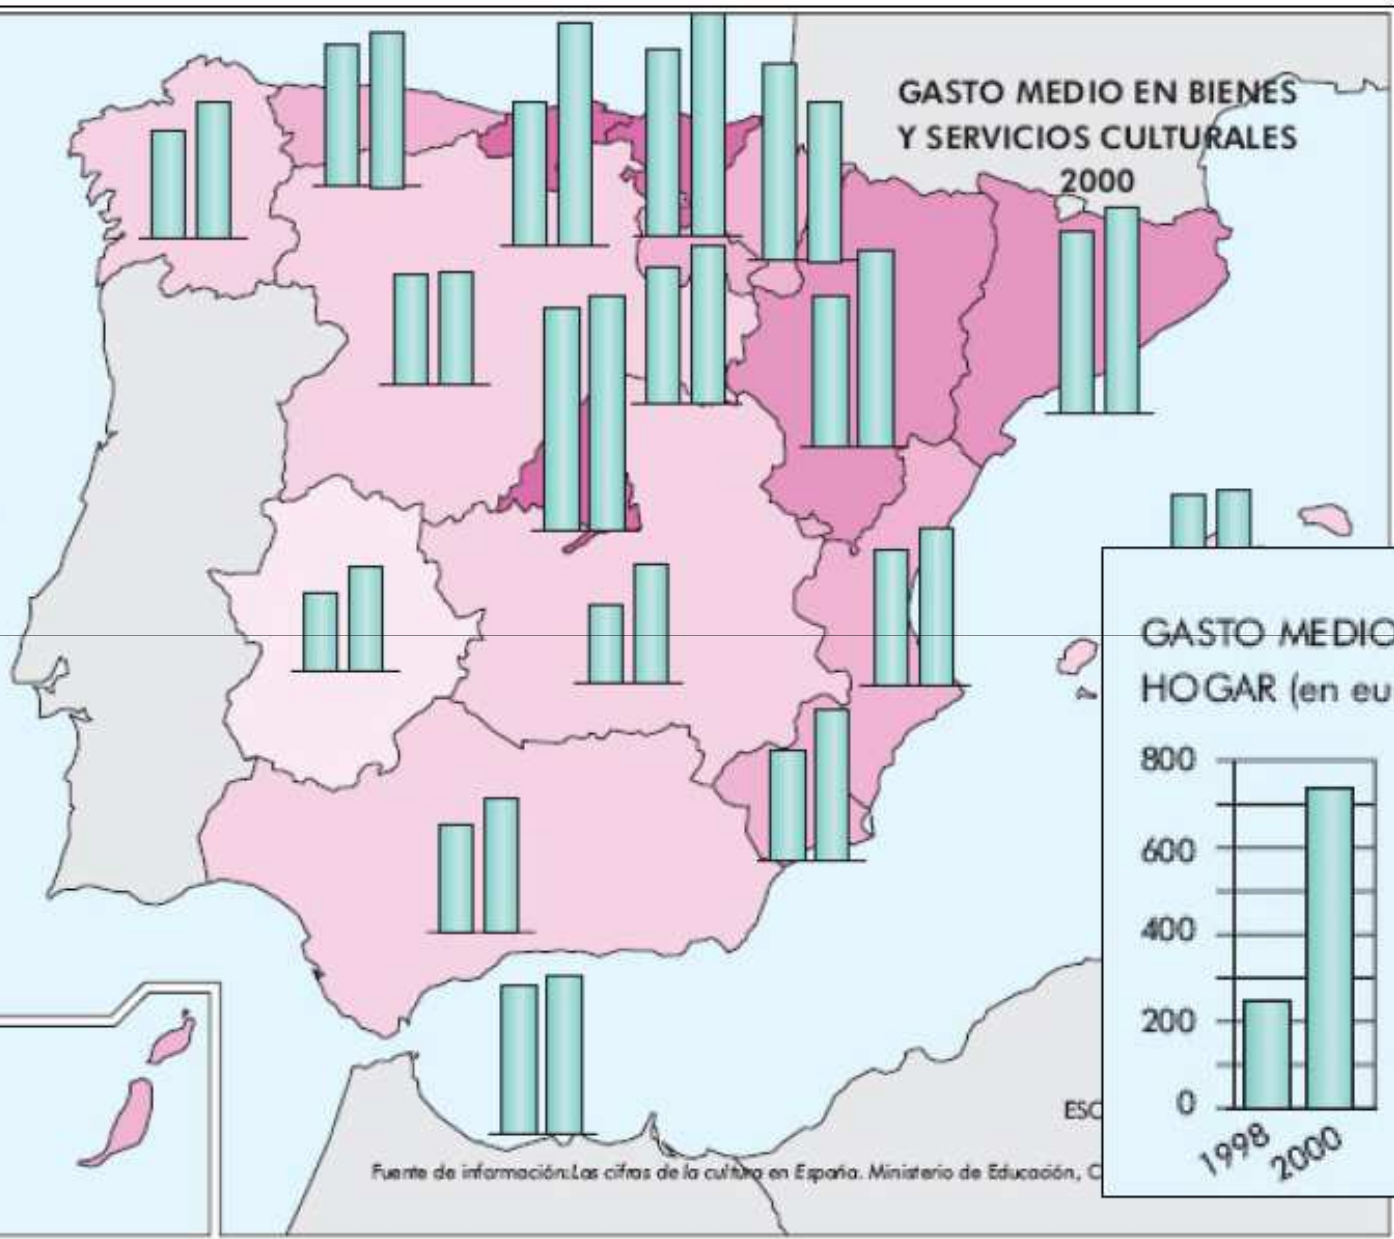 GASTO MEDIO EN BIENES
Y SERVICIOS CULTURALES
2000
GASTO MEDIO
HOGAR (en eu
800
600
400
200
0
1998
2000
ESC
Fuente de información:Las cifras de la cultura en España. Ministerio de Educación, C